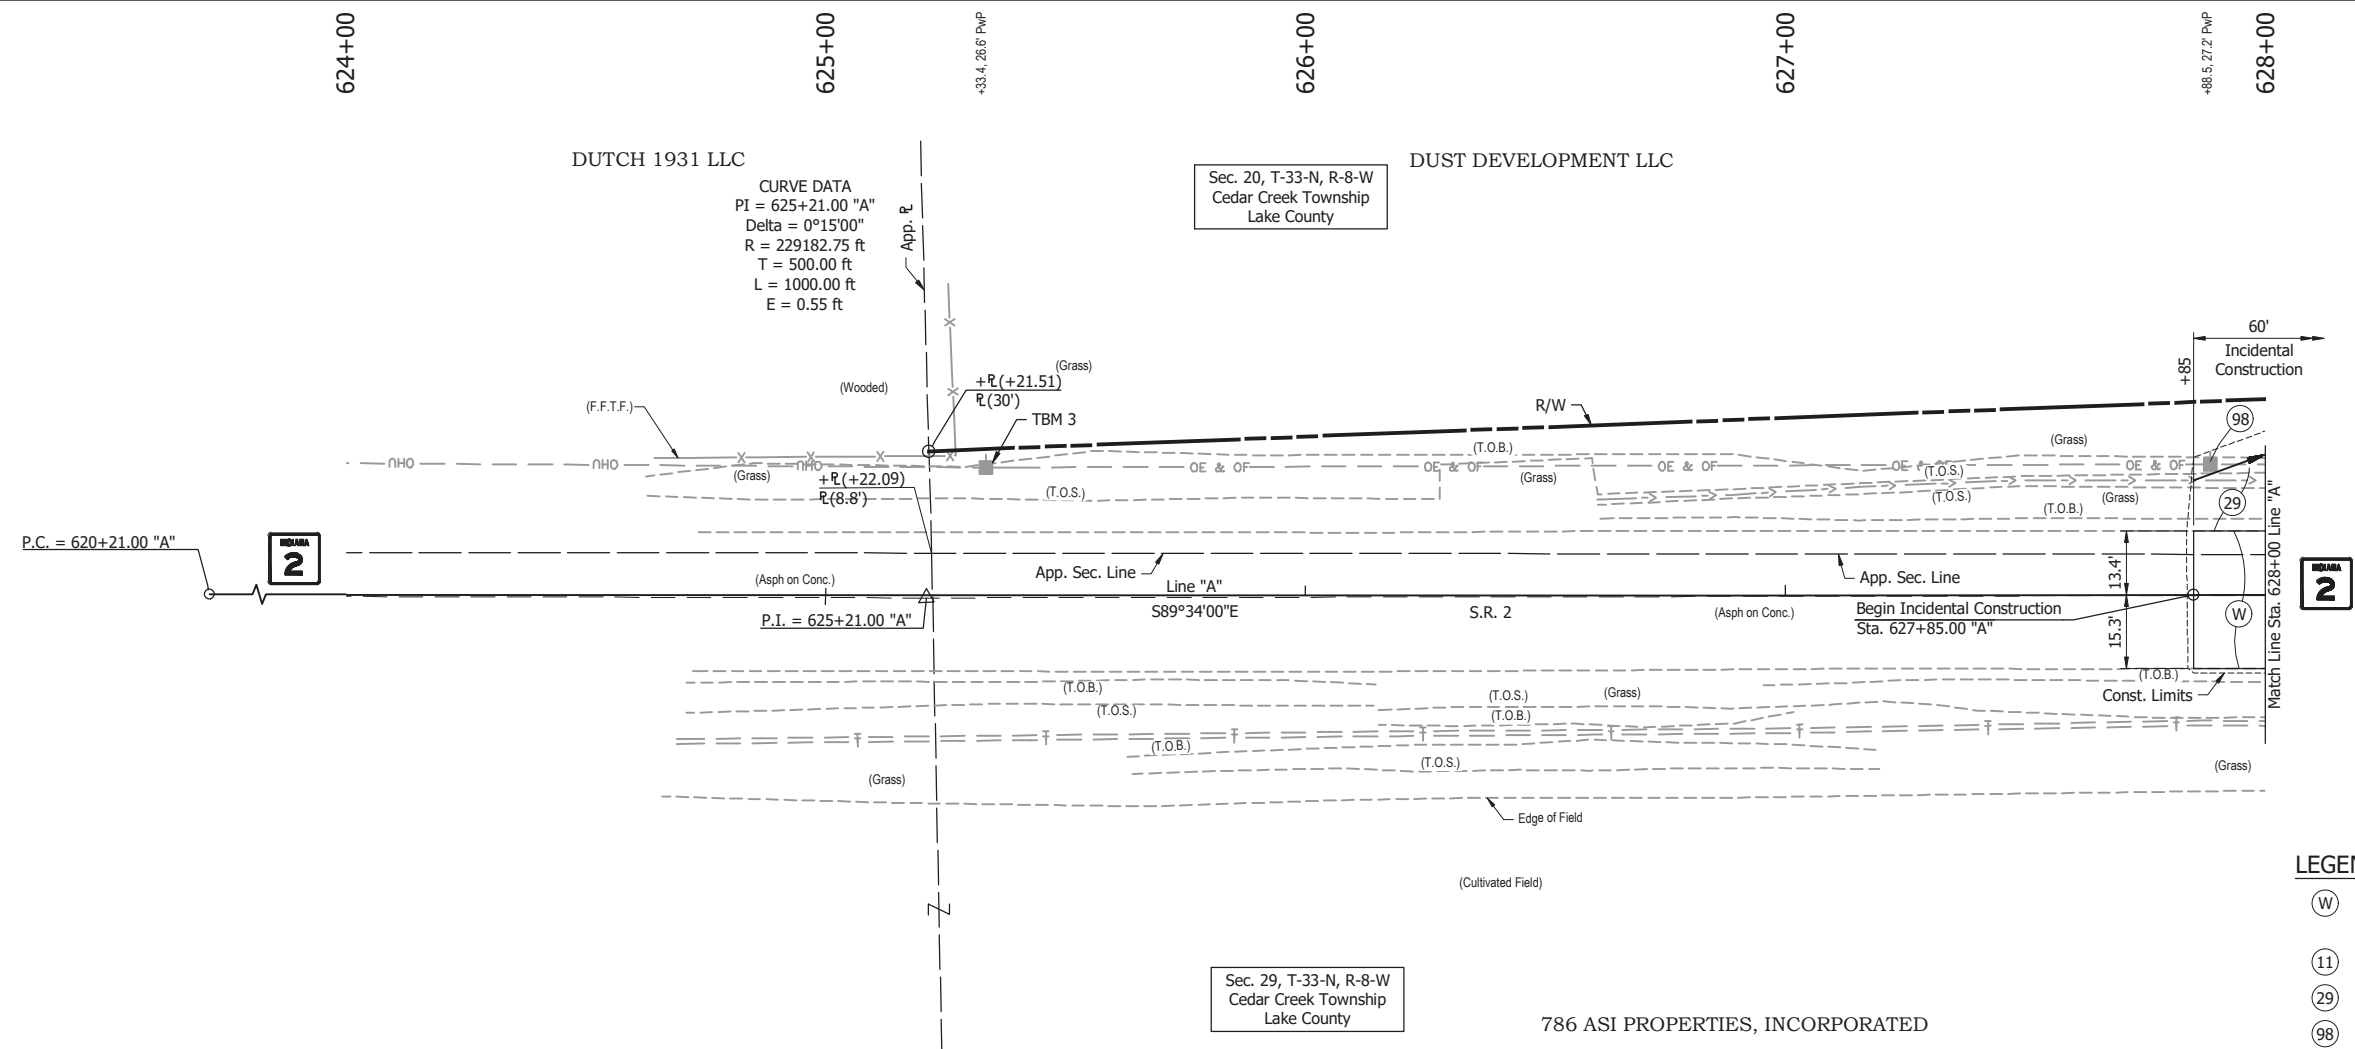 624+00
625+00
+33.4, 26.6' PwP
626+00
627+00
+88.5, 27.2' PwP
628+00
DUTCH 1931 LLC
DUST DEVELOPMENT LLC
CURVE DATA
PI = 625+21.00 "A"
Delta = 0°15'00"
R = 229182.75 ft
T = 500.00 ft
L = 1000.00 ft
E = 0.55 ft
App. ⅊
Sec. 20, T-33-N, R-8-W
Cedar Creek Township
Lake County
60'
Incidental
Construction
+85
(Grass)
(Wooded)
+⅊(+21.51)
⅊(30')
TBM 3
(F.F.T.F.)
R/W
98
(T.O.B.)
(Grass)
OHU
OHU
OHU
OE & OF
OE & OF
OE & OF
OE & OF
OE & OF
(Grass)
(Grass)
(T.O.S.)
+⅊(+22.09)
⅊(8.8')
(T.O.S.)
(T.O.S.)
(Grass)
29
(T.O.B.)
P.C. = 620+21.00 "A"
INDIANA
2
App. Sec. Line
App. Sec. Line
13.4'
(Asph on Conc.)
Line "A"
S89°34'00"E
S.R. 2
(Asph on Conc.)
P.I. = 625+21.00 "A"
Begin Incidental Construction
Sta. 627+85.00 "A"
15.3'
W
Match Line Sta. 628+00 Line "A"
INDIANA
2
(T.O.B.)
(T.O.S.)
(T.O.S.)
(T.O.B.)
(Grass)
(T.O.B.)
Const. Limits
(T.O.B.)
(T.O.S.)
(Grass)
(Grass)
Edge of Field
(Cultivated Field)
LEGEN
W
11
29
98
Sec. 29, T-33-N, R-8-W
Cedar Creek Township
Lake County
786 ASI PROPERTIES, INCORPORATED